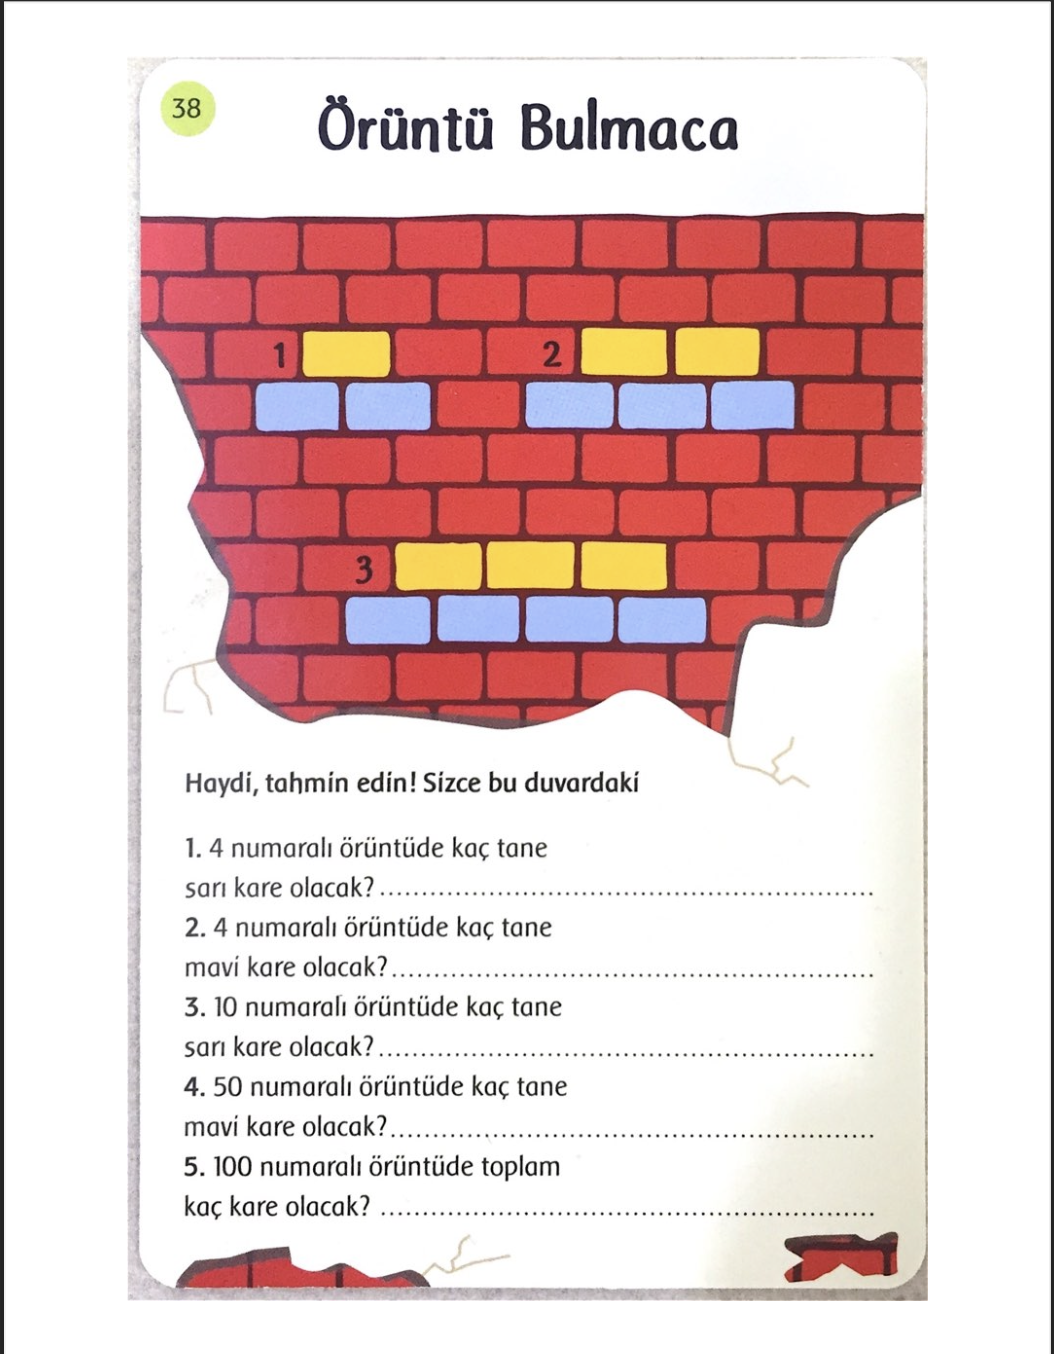 38
Örüntü Bulmaca
1
2
3
Haydi, tahmin edin! Sizce bu duvardaki
1. 4 numaralı örüntüde kaç tane
sarı kare olacak? ............................................................
2. 4 numaralı örüntüde kaç tane
mavi kare olacak? ............................................................
3. 10 numaralı örüntüde kaç tane
sarı kare olacak? ............................................................
4. 50 numaralı örüntüde kaç tane
mavi kare olacak? ............................................................
5. 100 numaralı örüntüde toplam
kaç kare olacak? ............................................................